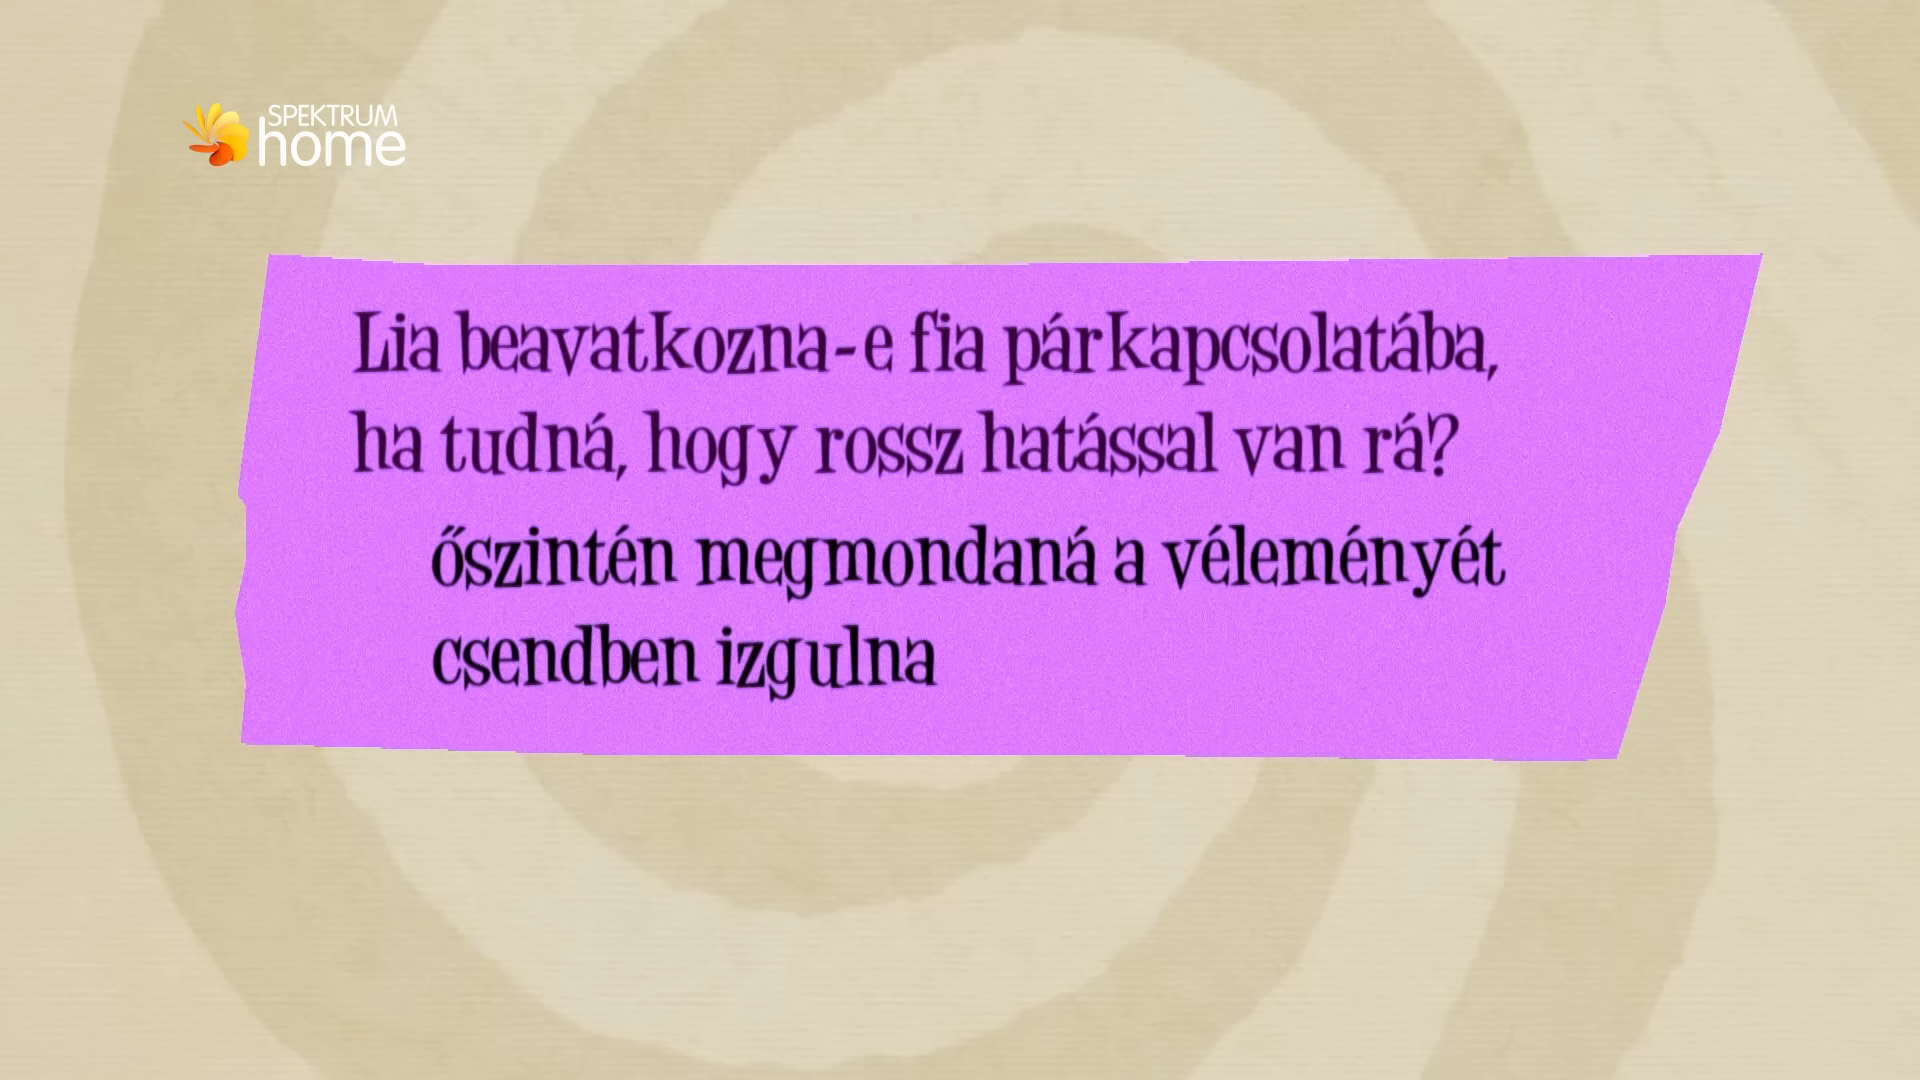 SPEKTRUM
home
Lia beavatkozna-e fia párkapcsolatába,
ha tudná, hogy rossz hatással van rá?
őszintén megmondaná a véleményét
csendben izgulna